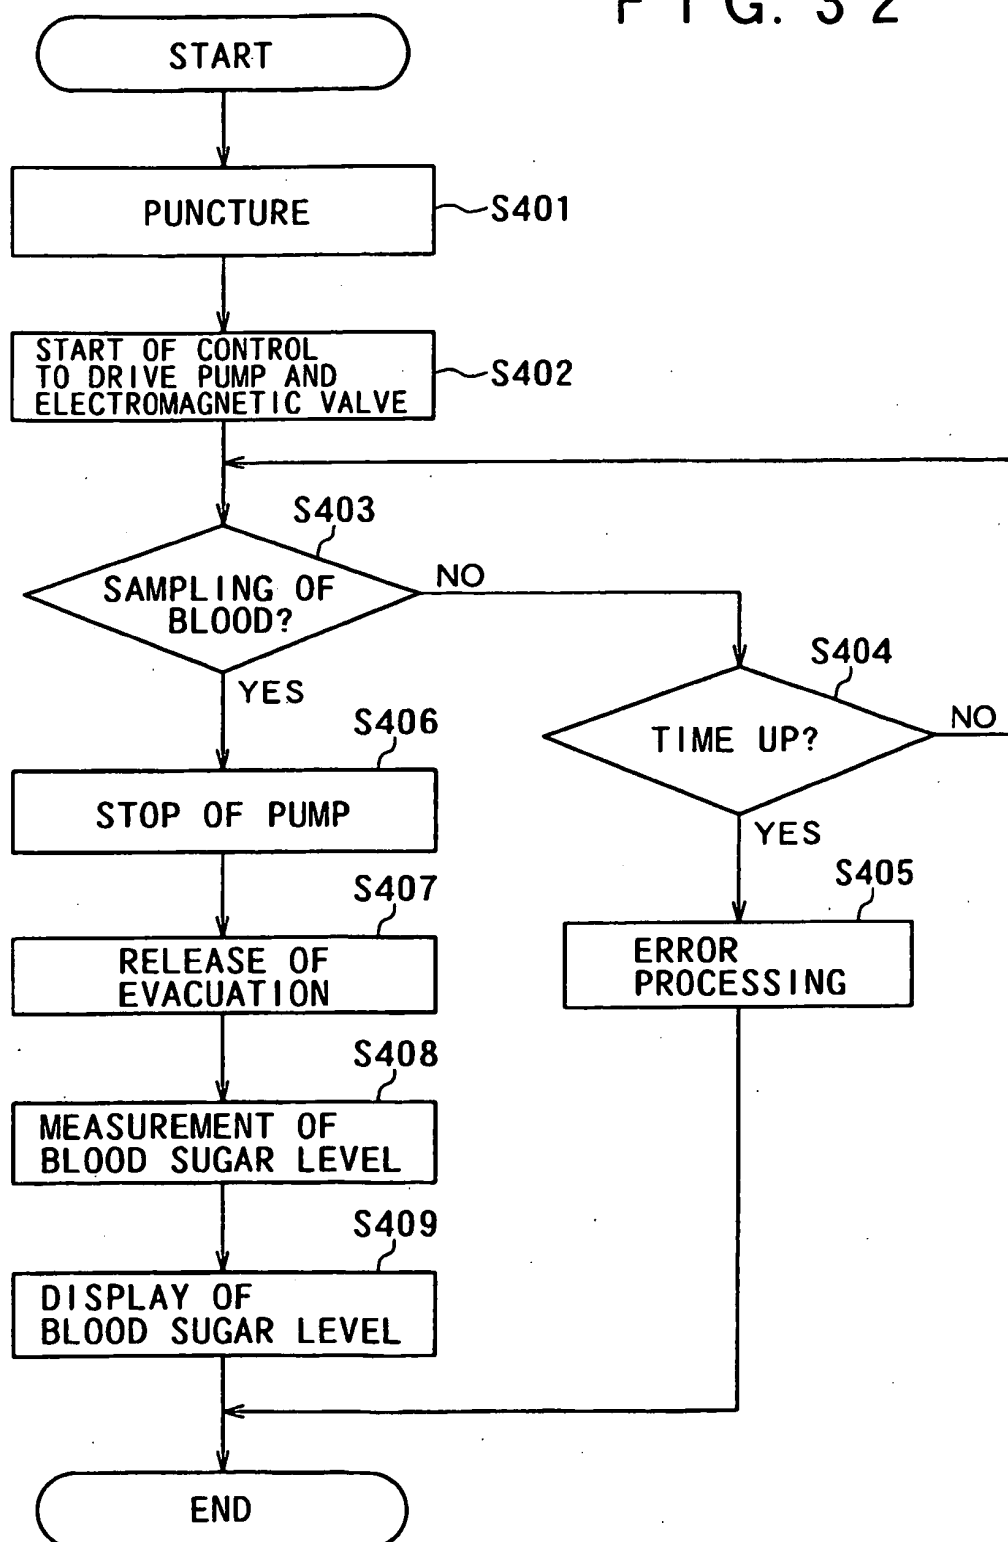 FIG. 32
START
PUNCTURE
S401
START OF CONTROL
TO DRIVE PUMP AND
ELECTROMAGNETIC VALVE
S402
S403
SAMPLING OF
BLOOD?
NO
YES
S404
TIME UP?
NO
YES
S405
ERROR
PROCESSING
S406
STOP OF PUMP
S407
RELEASE OF
EVACUATION
S408
MEASUREMENT OF
BLOOD SUGAR LEVEL
S409
DISPLAY OF
BLOOD SUGAR LEVEL
END